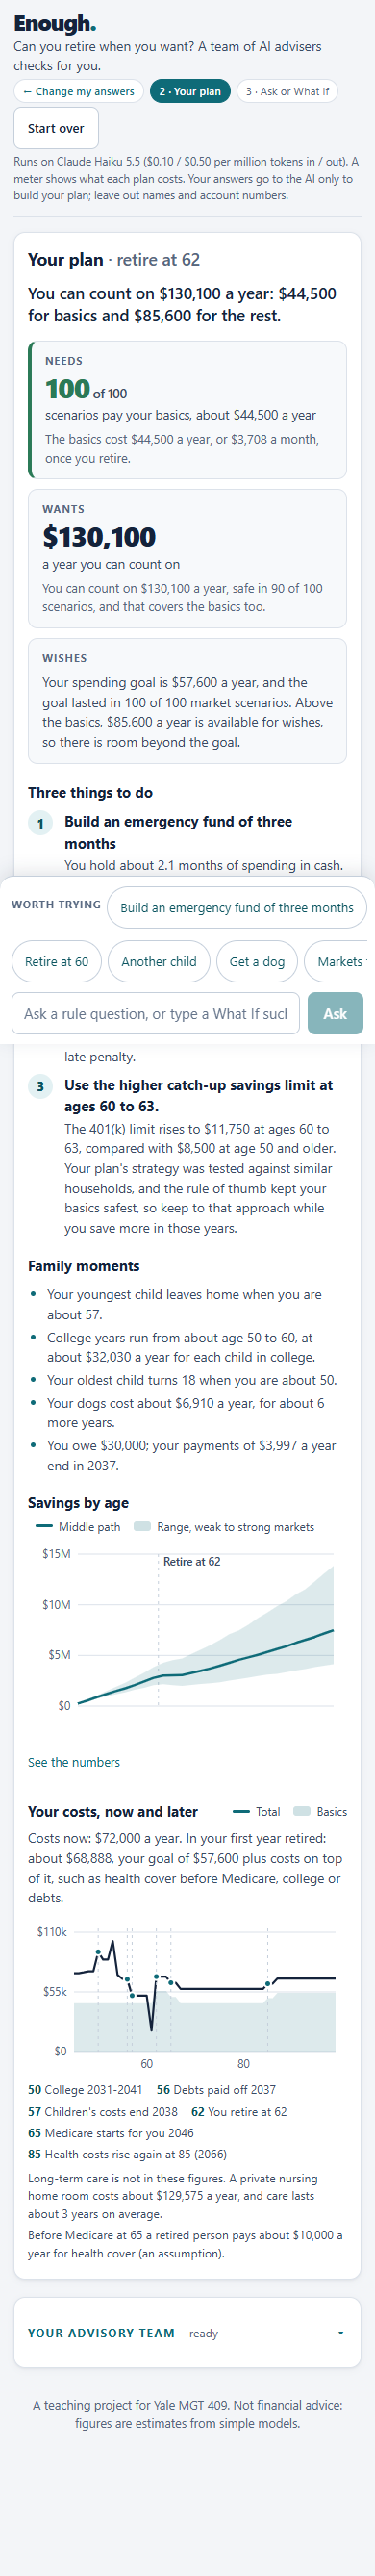 Enough.
Can you retire when you want? A team of AI advisers
checks for you.
← Change my answers
2 · Your plan
3 · Ask or What If
Start over
Runs on Claude Haiku 5.5 ($0.10 / $0.50 per million tokens in / out). A
meter shows what each plan costs. Your answers go to the AI only to
build your plan; leave out names and account numbers.
Your plan · retire at 62
You can count on $130,100 a year: $44,500
for basics and $85,600 for the rest.
NEEDS
100 of 100
scenarios pay your basics, about $44,500 a year
The basics cost $44,500 a year, or $3,708 a month,
once you retire.
WANTS
$130,100
a year you can count on
You can count on $130,100 a year, safe in 90 of 100
scenarios, and that covers the basics too.
WISHES
Your spending goal is $57,600 a year, and the
goal lasted in 100 of 100 market scenarios. Above
the basics, $85,600 a year is available for wishes,
so there is room beyond the goal.
Three things to do
1 Build an emergency fund of three
months
You hold about 2.1 months of spending in cash.
WORTH TRYING
Build an emergency fund of three months
Retire at 60
Another child
Get a dog
Markets
Ask a rule question, or type a What If such
Ask
late penalty.
3 Use the higher catch-up savings limit at
ages 60 to 63.
The 401(k) limit rises to $11,750 at ages 60 to
63, compared with $8,500 at age 50 and older.
Your plan's strategy was tested against similar
households, and the rule of thumb kept your
basics safest, so keep to that approach while
you save more in those years.
Family moments
• Your youngest child leaves home when you are
about 57.
• College years run from about age 50 to 60, at
about $32,030 a year for each child in college.
• Your oldest child turns 18 when you are about 50.
• Your dogs cost about $6,910 a year, for about 6
more years.
• You owe $30,000; your payments of $3,997 a year
end in 2037.
Savings by age
Middle path
Range, weak to strong markets
$15M
Retire at 62
$10M
$5M
$0
See the numbers
Your costs, now and later
Total
Basics
Costs now: $72,000 a year. In your first year retired:
about $68,888, your goal of $57,600 plus costs on top
of it, such as health cover before Medicare, college or
debts.
$110k
$55k
$0
60
80
50 College 2031-2041 56 Debts paid off 2037
57 Children's costs end 2038 62 You retire at 62
65 Medicare starts for you 2046
85 Health costs rise again at 85 (2066)
Long-term care is not in these figures. A private nursing
home room costs about $129,575 a year, and care lasts
about 3 years on average.
Before Medicare at 65 a retired person pays about $10,000 a
year for health cover (an assumption).
YOUR ADVISORY TEAM ready
A teaching project for Yale MGT 409. Not financial advice:
figures are estimates from simple models.